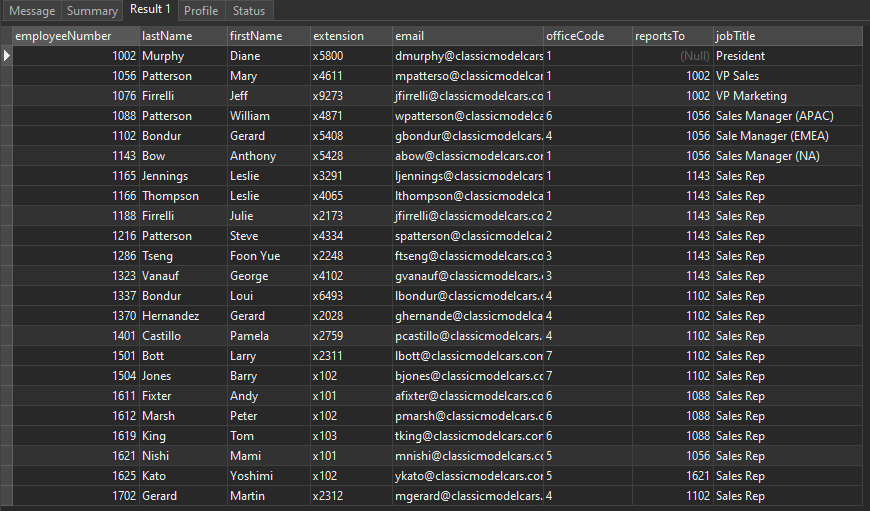 Message Summary Result 1 Profile Status
employeeNumber lastName firstName extension email officeCode reportsTo jobTitle
1002 Murphy Diane x5800 dmurphy@classicmodelcars 1 (Null) President
1056 Patterson Mary x4611 mpatterso@classicmodelca 1 1002 VP Sales
1076 Firrelli Jeff x9273 jfirrelli@classicmodelcars.co 1 1002 VP Marketing
1088 Patterson William x4871 wpatterson@classicmodelca 6 1056 Sales Manager (APAC)
1102 Bondur Gerard x5408 gbondur@classicmodelcars 4 1056 Sale Manager (EMEA)
1143 Bow Anthony x5428 abow@classicmodelcars.co 1 1056 Sales Manager (NA)
1165 Jennings Leslie x3291 ljennings@classicmodelcars 1 1143 Sales Rep
1166 Thompson Leslie x4065 lthompson@classicmodelcar 1 1143 Sales Rep
1188 Firrelli Julie x2173 jfirrelli@classicmodelcars.co 2 1143 Sales Rep
1216 Patterson Steve x4334 spatterson@classicmodelcar 2 1143 Sales Rep
1286 Tseng Foon Yue x2248 ftseng@classicmodelcars.co 3 1143 Sales Rep
1323 Vanauf George x4102 gvanauf@classicmodelcars.c 3 1143 Sales Rep
1337 Bondur Loui x6493 lbondur@classicmodelcars.c 4 1102 Sales Rep
1370 Hernandez Gerard x2028 ghernande@classicmodelca 4 1102 Sales Rep
1401 Castillo Pamela x2759 pcastillo@classicmodelcars. 4 1102 Sales Rep
1501 Bott Larry x2311 lbott@classicmodelcars.com 7 1102 Sales Rep
1504 Jones Barry x102 bjones@classicmodelcars.co 7 1102 Sales Rep
1611 Fixter Andy x101 afixter@classicmodelcars.co 6 1088 Sales Rep
1612 Marsh Peter x102 pmarsh@classicmodelcars.c 6 1088 Sales Rep
1619 King Tom x103 tking@classicmodelcars.con 6 1088 Sales Rep
1621 Nishi Mami x101 mnishi@classicmodelcars.co 5 1056 Sales Rep
1625 Kato Yoshimi x102 ykato@classicmodelcars.co 5 1621 Sales Rep
1702 Gerard Martin x2312 mgerard@classicmodelcars. 4 1102 Sales Rep